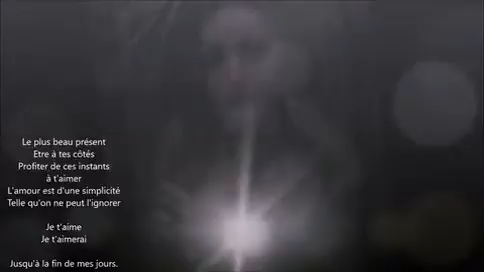 Le plus beau présent
Etre à tes côtés
Profiter de ces instants
à t'aimer
L'amour est d'une simplicité
Telle qu'on ne peut l'ignorer
Je t'aime
Je t'aimerai
Jusqu'à la fin de mes jours.